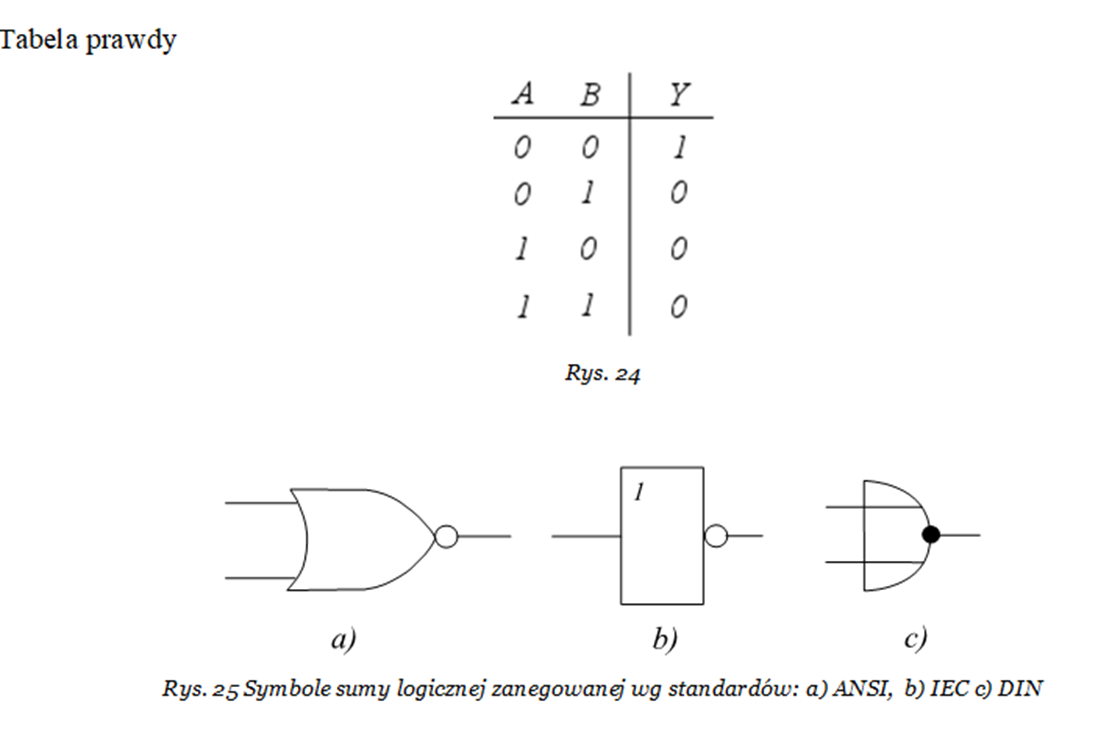 Tabela prawdy
A B Y
0 0 1
0 1 0
1 0 0
1 1 0
Rys. 24
1
a) b) c)
Rys. 25 Symbole sumy logicznej zanegowanej wg standardów: a) ANSI, b) IEC c) DIN